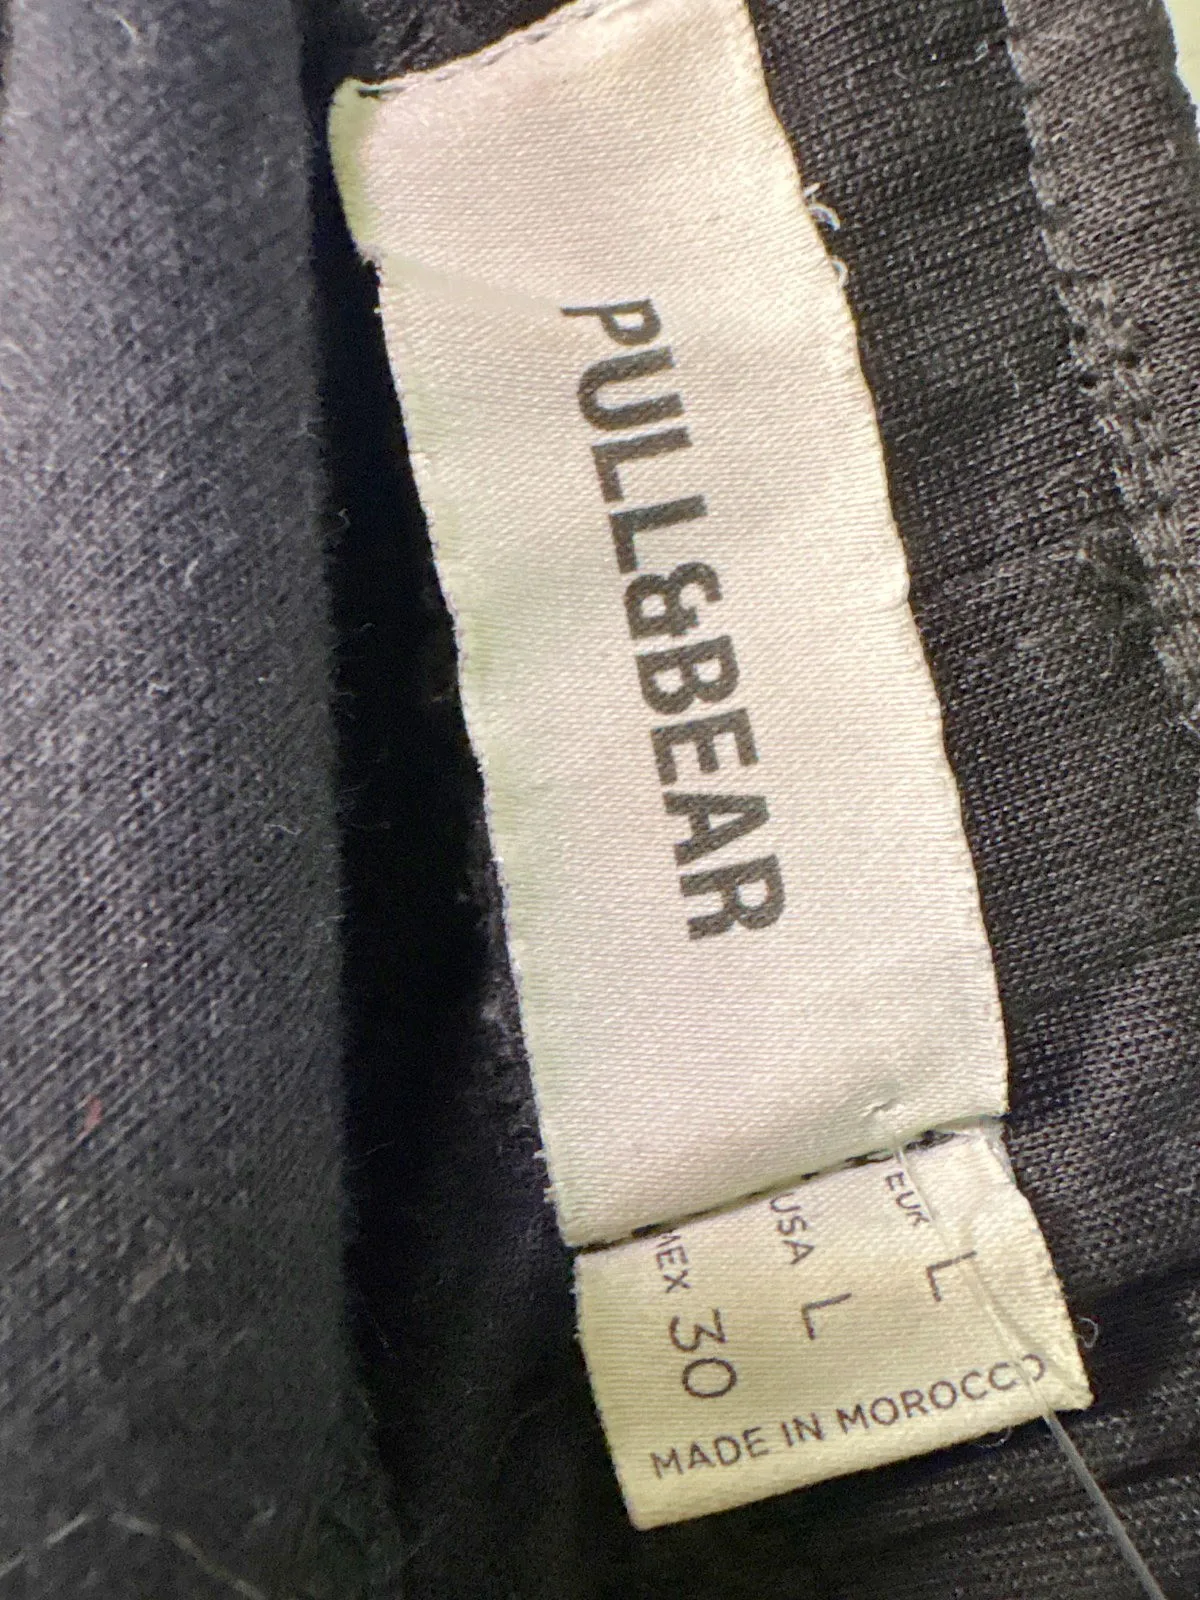 PULL&BEAR
EUR L
USA L
MEX 30
MADE IN MOROCCO